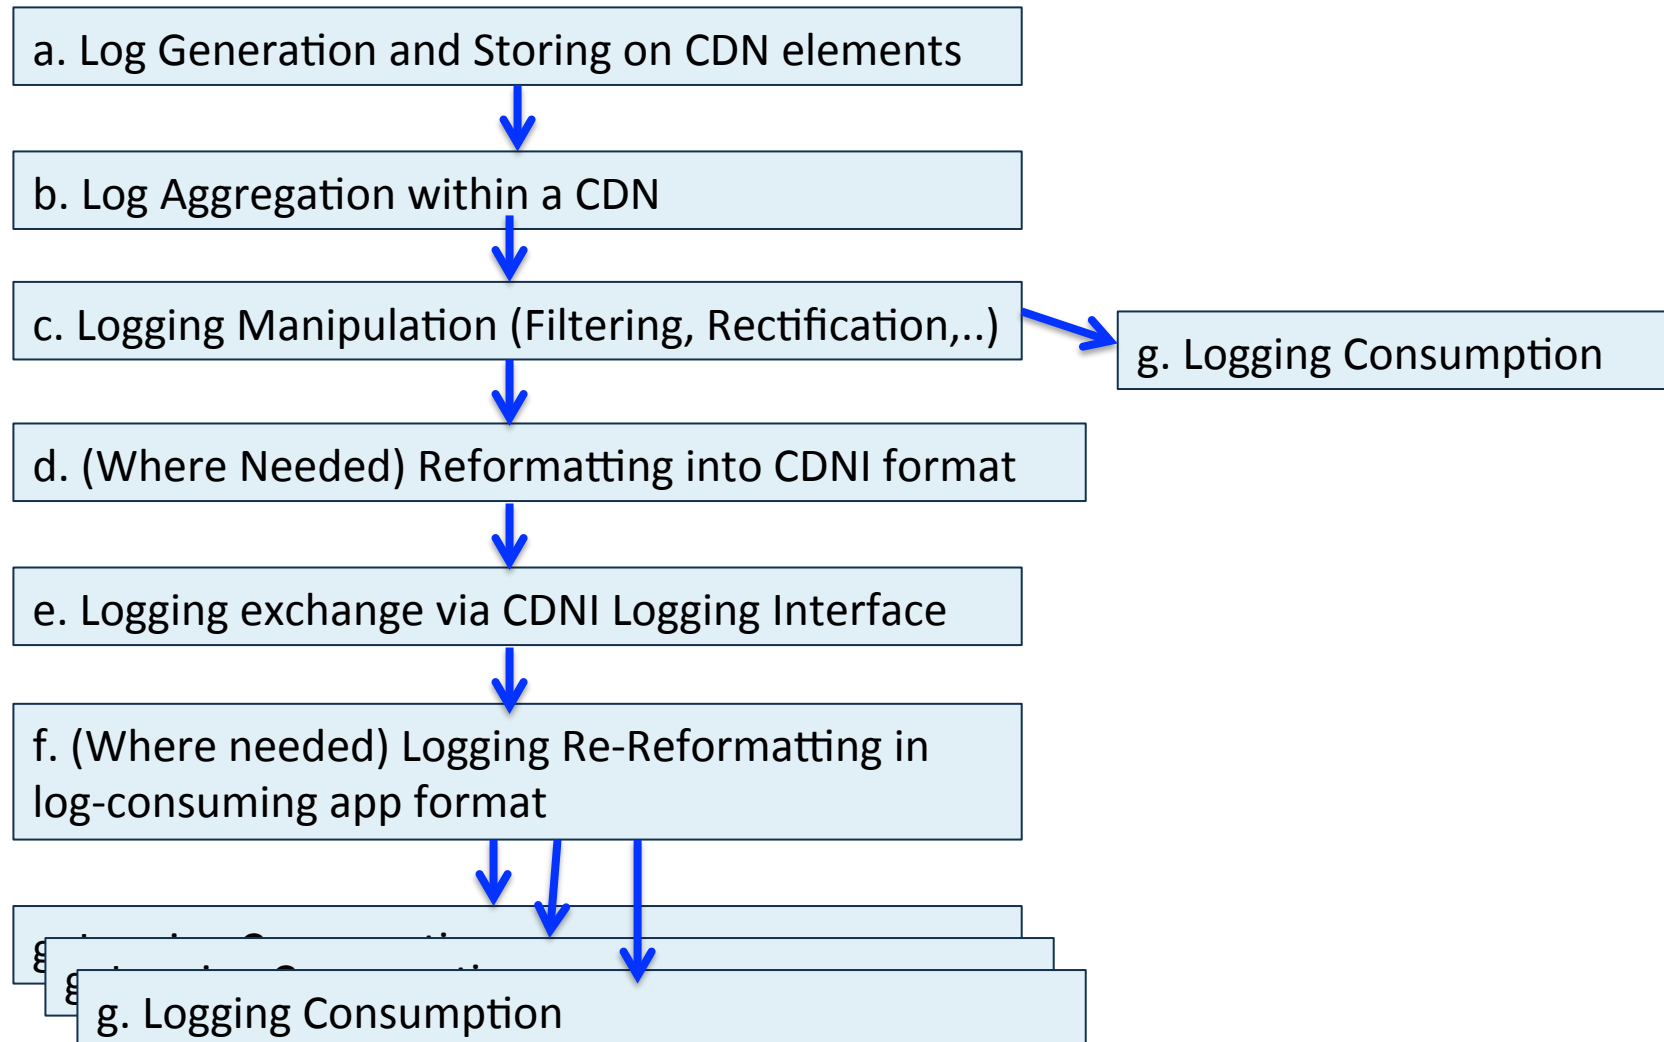 a. Log Generation and Storing on CDN elements
b. Log Aggregation within a CDN
c. Logging Manipulation (Filtering, Rectification,..)
g. Logging Consumption
d. (Where Needed) Reformatting into CDNI format
e. Logging exchange via CDNI Logging Interface
f. (Where needed) Logging Re-Reformatting in
log-consuming app format
g. Logging Consumption